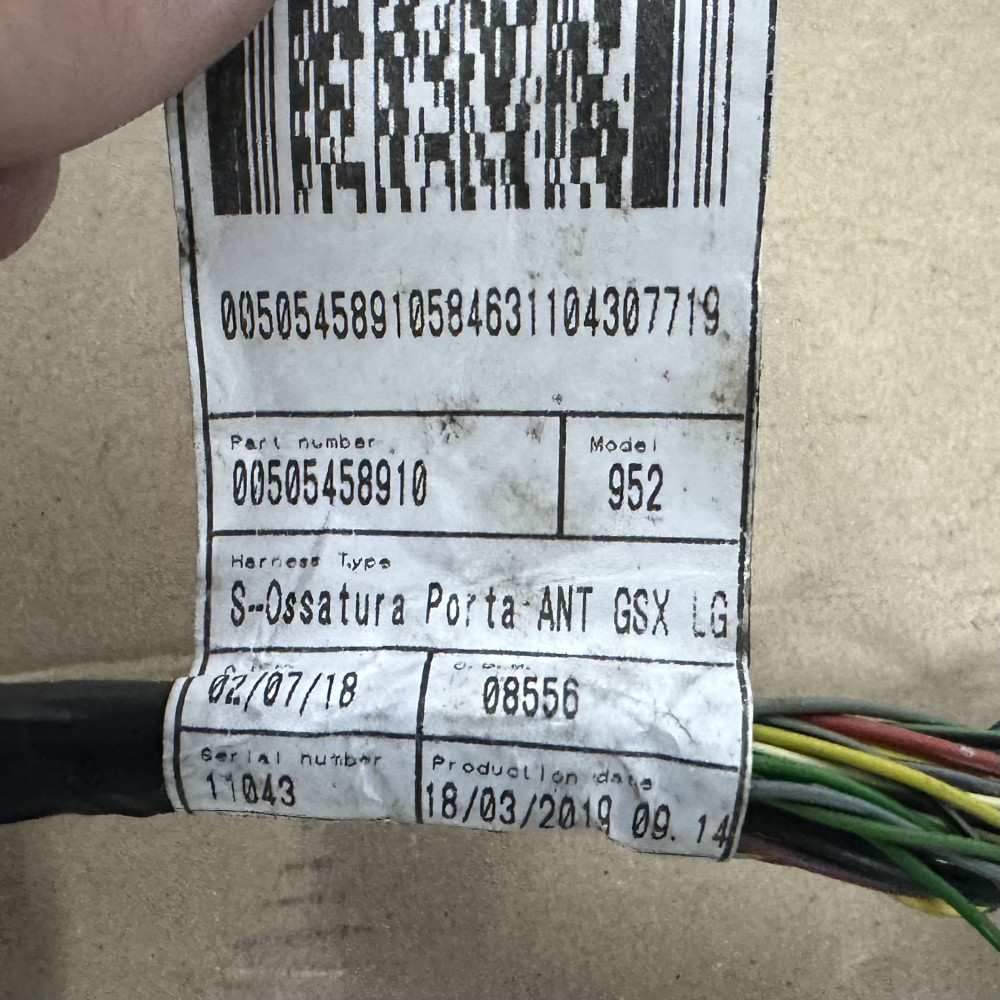 00505458910584631104307719
Part number
00505458910
Model
952
Harness Type
S-Ossatura Porta ANT GSX LG
02/07/18
08556
Serial number
11043
Production date
18/03/2019 09.14